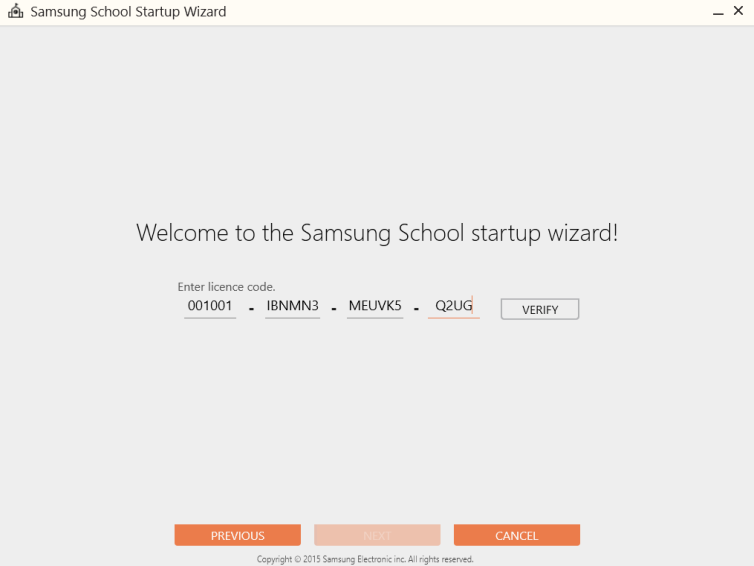 Samsung School Startup Wizard
Welcome to the Samsung School startup wizard!
Enter licence code.
001001 - IBNMN3 - MEUVK5 - Q2UG
VERIFY
PREVIOUS NEXT CANCEL
Copyright © 2015 Samsung Electronic inc. All rights reserved.